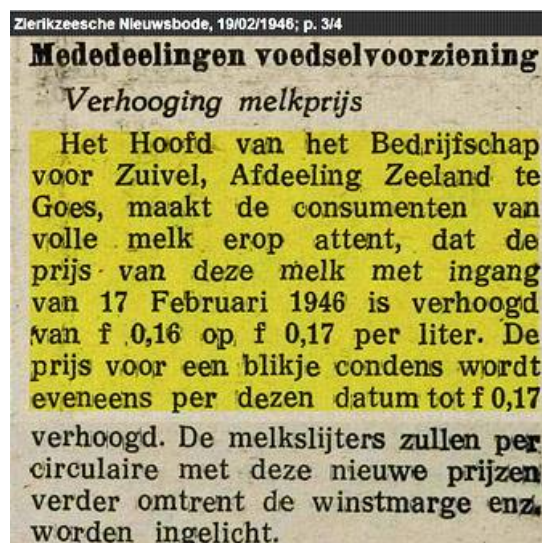 Zierikzeesche Nieuwsbode, 19/02/1946; p. 3/4
Mededeelingen voedselvoorziening
Verhooging melkprijs
Het Hoofd van het Bedrijfschap
voor Zuivel, Afdeeling Zeeland te
Goes, maakt de consumenten van
volle melk erop attent, dat de
prijs van deze melk met ingang
van 17 Februari 1946 is verhoogd
van f 0,16 op f 0,17 per liter. De
prijs voor een blikje condens wordt
eveneens per dezen datum tot f 0,17
verhoogd. De melkslijters zullen per
circulaire met deze nieuwe prijzen
verder omtrent de winstmarge enz.
worden ingelicht.